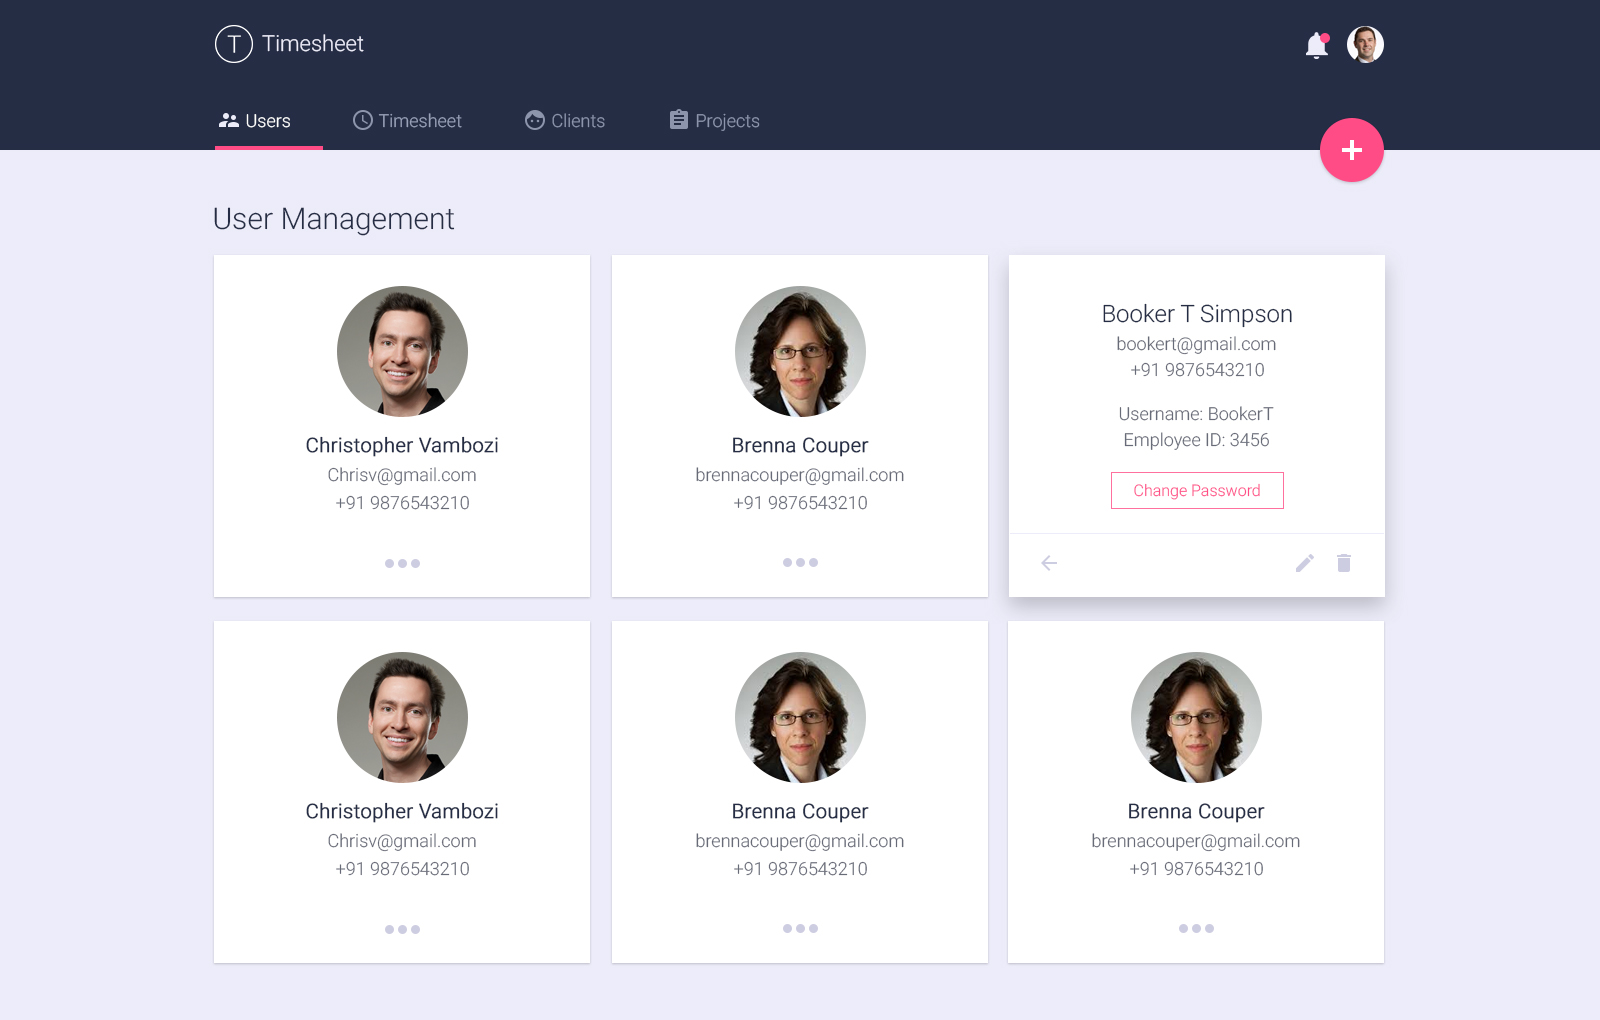 T Timesheet
Users Timesheet Clients Projects
User Management
Christopher Vambozi
Chrisv@gmail.com
+91 9876543210
Brenna Couper
brennacouper@gmail.com
+91 9876543210
Booker T Simpson
bookert@gmail.com
+91 9876543210
Username: BookerT
Employee ID: 3456
Change Password
Christopher Vambozi
Chrisv@gmail.com
+91 9876543210
Brenna Couper
brennacouper@gmail.com
+91 9876543210
Brenna Couper
brennacouper@gmail.com
+91 9876543210